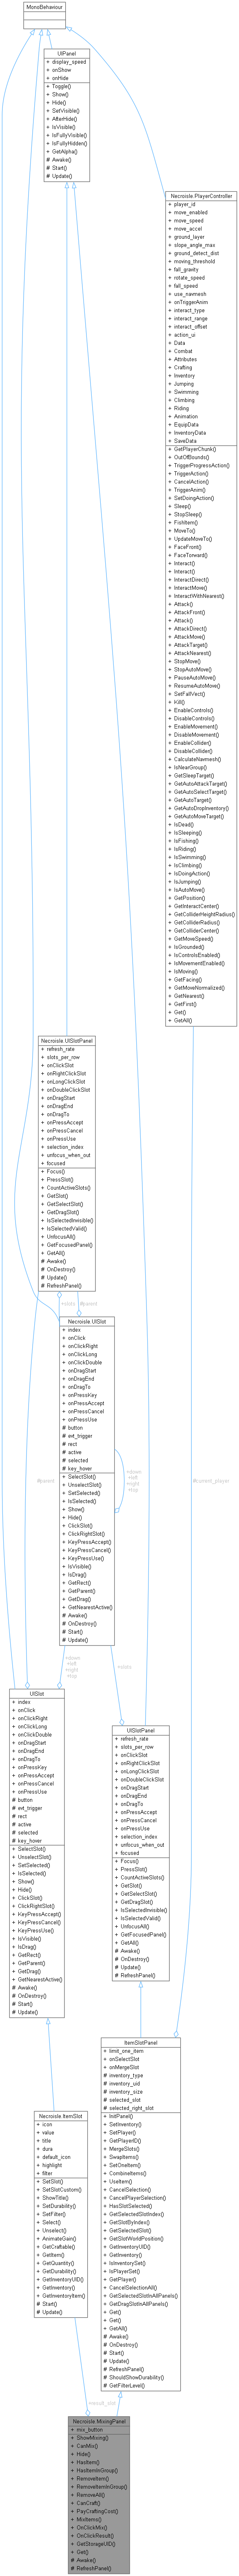 MonoBehaviour
UIPanel
+ display_speed
+ onShow
+ onHide
+ Toggle()
+ Show()
+ Hide()
+ SetVisible()
+ AfterHide()
+ IsVisible()
+ IsFullyVisible()
+ IsFullyHidden()
+ GetAlpha()
# Awake()
# Start()
# Update()
Necroisle.PlayerController
+ player_id
+ move_enabled
+ move_speed
+ move_accel
+ ground_layer
+ slope_angle_max
+ ground_detect_dist
+ moving_threshold
+ fall_gravity
+ rotate_speed
+ fall_speed
+ use_navmesh
+ onTriggerAnim
+ interact_type
+ interact_range
+ interact_offset
+ action_ui
+ Data
+ Combat
+ Attributes
+ Crafting
+ Inventory
+ Jumping
+ Swimming
+ Climbing
+ Riding
+ Animation
+ EquipData
+ InventoryData
+ SaveData
+ GetPlayerChunk()
+ OutOfBounds()
+ TriggerProgressAction()
+ TriggerAction()
+ CancelAction()
+ TriggerAnim()
+ SetDoingAction()
+ Sleep()
+ StopSleep()
+ FishItem()
+ MoveTo()
+ UpdateMoveTo()
+ FaceFront()
+ FaceTorward()
+ Interact()
+ Interact()
+ InteractDirect()
+ InteractMove()
+ InteractWithNearest()
+ Attack()
+ AttackFront()
+ Attack()
+ AttackDirect()
+ AttackMove()
+ AttackTarget()
+ AttackNearest()
+ StopMove()
+ StopAutoMove()
+ PauseAutoMove()
+ ResumeAutoMove()
+ SetFallVect()
+ Kill()
+ EnableControls()
+ DisableControls()
+ EnableMovement()
+ DisableMovement()
+ EnableCollider()
+ DisableCollider()
+ CalculateNavmesh()
+ IsNearGroup()
+ GetSleepTarget()
+ GetAutoAttackTarget()
+ GetAutoSelectTarget()
+ GetAutoTarget()
+ GetAutoDropInventory()
+ GetAutoMoveTarget()
+ IsDead()
+ IsSleeping()
+ IsFishing()
+ IsRiding()
+ IsSwimming()
+ IsClimbing()
+ IsDoingAction()
+ IsJumping()
+ IsAutoMove()
+ GetPosition()
+ GetInteractCenter()
+ GetColliderHeightRadius()
+ GetColliderRadius()
+ GetColliderCenter()
+ GetMoveSpeed()
+ IsGrounded()
+ IsControlsEnabled()
+ IsMovementEnabled()
+ IsMoving()
+ GetFacing()
+ GetMoveNormalized()
+ GetNearest()
+ GetFirst()
+ Get()
+ GetAll()
Necroisle.UISlotPanel
+ refresh_rate
+ slots_per_row
+ onClickSlot
+ onRightClickSlot
+ onLongClickSlot
+ onDoubleClickSlot
+ onDragStart
+ onDragEnd
+ onDragTo
+ onPressAccept
+ onPressCancel
+ onPressUse
+ selection_index
+ unfocus_when_out
+ focused
+ Focus()
+ PressSlot()
+ CountActiveSlots()
+ GetSlot()
+ GetSelectSlot()
+ GetDragSlot()
+ IsSelectedInvisible()
+ IsSelectedValid()
+ UnfocusAll()
+ GetFocusedPanel()
+ GetAll()
# Awake()
# OnDestroy()
# Update()
# RefreshPanel()
+slots
#parent
Necroisle.UISlot
+ index
+ onClick
+ onClickRight
+ onClickLong
+ onClickDouble
+ onDragStart
+ onDragEnd
+ onDragTo
+ onPressKey
+ onPressAccept
+ onPressCancel
+ onPressUse
# button
# evt_trigger
# rect
# active
# selected
# key_hover
+ SelectSlot()
+ UnselectSlot()
+ SetSelected()
+ IsSelected()
+ Show()
+ Hide()
+ ClickSlot()
+ ClickRightSlot()
+ KeyPressAccept()
+ KeyPressCancel()
+ KeyPressUse()
+ IsVisible()
+ IsDrag()
+ GetRect()
+ GetParent()
+ GetDrag()
+ GetNearestActive()
# Awake()
# OnDestroy()
# Start()
# Update()
+down
+left
+right
+top
#parent
#current_player
+down
+left
+right
+top
+slots
UISlot
+ index
+ onClick
+ onClickRight
+ onClickLong
+ onClickDouble
+ onDragStart
+ onDragEnd
+ onDragTo
+ onPressKey
+ onPressAccept
+ onPressCancel
+ onPressUse
# button
# evt_trigger
# rect
# active
# selected
# key_hover
+ SelectSlot()
+ UnselectSlot()
+ SetSelected()
+ IsSelected()
+ Show()
+ Hide()
+ ClickSlot()
+ ClickRightSlot()
+ KeyPressAccept()
+ KeyPressCancel()
+ KeyPressUse()
+ IsVisible()
+ IsDrag()
+ GetRect()
+ GetParent()
+ GetDrag()
+ GetNearestActive()
# Awake()
# OnDestroy()
# Start()
# Update()
UISlotPanel
+ refresh_rate
+ slots_per_row
+ onClickSlot
+ onRightClickSlot
+ onLongClickSlot
+ onDoubleClickSlot
+ onDragStart
+ onDragEnd
+ onDragTo
+ onPressAccept
+ onPressCancel
+ onPressUse
+ selection_index
+ unfocus_when_out
+ focused
+ Focus()
+ PressSlot()
+ CountActiveSlots()
+ GetSlot()
+ GetSelectSlot()
+ GetDragSlot()
+ IsSelectedInvisible()
+ IsSelectedValid()
+ UnfocusAll()
+ GetFocusedPanel()
+ GetAll()
# Awake()
# OnDestroy()
# Update()
# RefreshPanel()
Necroisle.ItemSlot
+ icon
+ value
+ title
+ dura
+ default_icon
+ highlight
+ filter
+ SetSlot()
+ SetSlotCustom()
+ ShowTitle()
+ SetDurability()
+ SetFilter()
+ Select()
+ Unselect()
+ AnimateGain()
+ GetCraftable()
+ GetItem()
+ GetQuantity()
+ GetDurability()
+ GetInventoryUID()
+ GetInventory()
+ GetInventoryItem()
# Start()
# Update()
ItemSlotPanel
+ limit_one_item
+ onSelectSlot
+ onMergeSlot
# inventory_type
# inventory_uid
# inventory_size
# selected_slot
# selected_right_slot
+ InitPanel()
+ SetInventory()
+ SetPlayer()
+ GetPlayerID()
+ MergeSlots()
+ SwapItems()
+ SetOneItem()
+ CombineItems()
+ UseItem()
+ CancelSelection()
+ CancelPlayerSelection()
+ HasSlotSelected()
+ GetSelectedSlotIndex()
+ GetSlotByIndex()
+ GetSelectedSlot()
+ GetSlotWorldPosition()
+ GetInventoryUID()
+ GetInventory()
+ IsInventorySet()
+ IsPlayerSet()
+ GetPlayer()
+ CancelSelectionAll()
+ GetSelectedSlotInAllPanels()
+ GetDragSlotInAllPanels()
+ Get()
+ Get()
+ GetAll()
# Awake()
# OnDestroy()
# Start()
# Update()
# RefreshPanel()
# ShouldShowDurability()
# GetFilterLevel()
+result_slot
Necroisle.MixingPanel
+ mix_button
+ ShowMixing()
+ CanMix()
+ Hide()
+ HasItem()
+ HasItemInGroup()
+ RemoveItem()
+ RemoveItemInGroup()
+ RemoveAll()
+ CanCraft()
+ PayCraftingCost()
+ MixItems()
+ OnClickMix()
+ OnClickResult()
+ GetStorageUID()
+ Get()
# Awake()
# RefreshPanel()